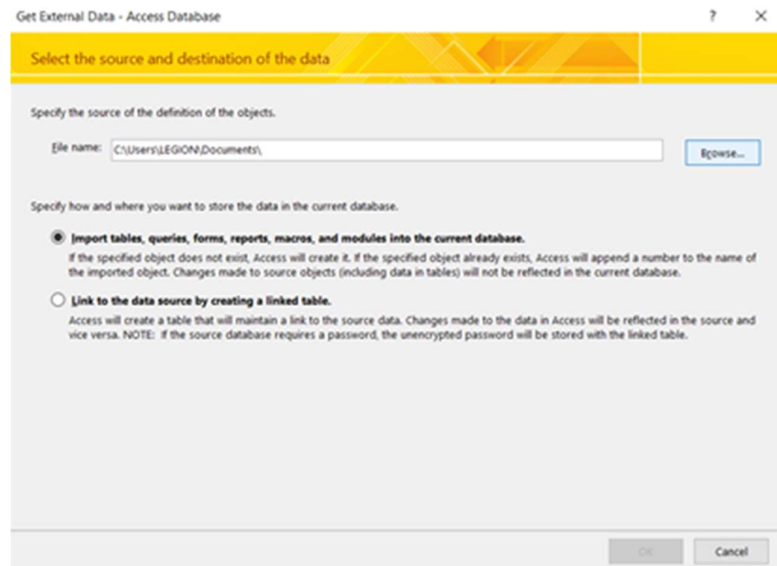 Get External Data - Access Database
Select the source and destination of the data
Specify the source of the definition of the objects.
File name: C:\Users\LEGION\Documents\
Browse...
Specify how and where you want to store the data in the current database.
Import tables, queries, forms, reports, macros, and modules into the current database.
If the specified object does not exist, Access will create it. If the specified object already exists, Access will append a number to the name of
the imported object. Changes made to source objects (including data in tables) will not be reflected in the current database.
Link to the data source by creating a linked table.
Access will create a table that will maintain a link to the source data. Changes made to the data in Access will be reflected in the source and
vice versa. NOTE: If the source database requires a password, the unencrypted password will be stored with the linked table.
OK
Cancel